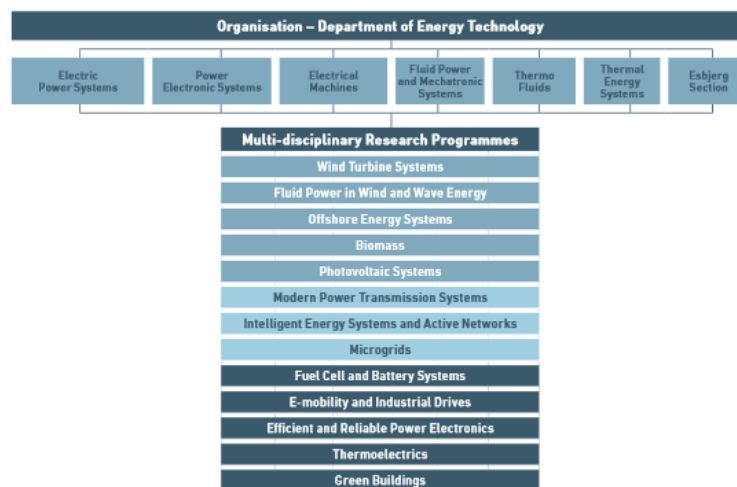 Organisation – Department of Energy Technology
Electric
Power Systems
Power
Electronic Systems
Electrical
Machines
Fluid Power
and Mechatronic
Systems
Thermo
Fluids
Thermal
Energy
Systems
Esbjerg
Section
Multi-disciplinary Research Programmes
Wind Turbine Systems
Fluid Power in Wind and Wave Energy
Offshore Energy Systems
Biomass
Photovoltaic Systems
Modern Power Transmission Systems
Intelligent Energy Systems and Active Networks
Microgrids
Fuel Cell and Battery Systems
E-mobility and Industrial Drives
Efficient and Reliable Power Electronics
Thermoelectrics
Green Buildings